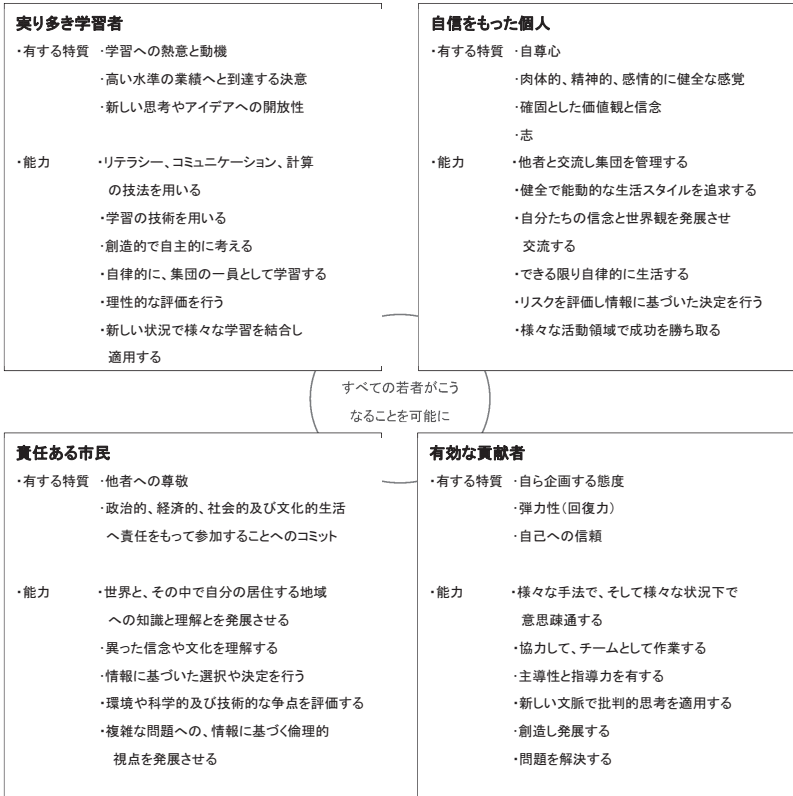 実り多き学習者
・有する特質 ・学習への熱意と動機
・高い水準の業績へと到達する決意
・新しい思考やアイデアへの開放性
・能力 ・リテラシー、コミュニケーション、計算
の技法を用いる
・学習の技術を用いる
・創造的で自主的に考える
・自律的に、集団の一員として学習する
・理性的な評価を行う
・新しい状況で様々な学習を結合し
適用する
自信をもった個人
・有する特質 ・自尊心
・肉体的、精神的、感情的に健全な感覚
・確固とした価値観と信念
・志
・能力 ・他者と交流し集団を管理する
・健全で能動的な生活スタイルを追求する
・自分たちの信念と世界観を発展させ
交流する
・できる限り自律的に生活する
・リスクを評価し情報に基づいた決定を行う
・様々な活動領域で成功を勝ち取る
すべての若者がこう
なることを可能に
責任ある市民
・有する特質 ・他者への尊敬
・政治的、経済的、社会的及び文化的生活
へ責任をもって参加することへのコミット
・能力 ・世界と、その中で自分の居住する地域
への知識と理解とを発展させる
・異った信念や文化を理解する
・情報に基づいた選択や決定を行う
・環境や科学的及び技術的な争点を評価する
・複雑な問題への、情報に基づく倫理的
視点を発展させる
有効な貢献者
・有する特質 ・自ら企画する態度
・弾力性(回復力)
・自己への信頼
・能力 ・様々な手法で、そして様々な状況下で
意思疎通する
・協力して、チームとして作業する
・主導性と指導力を有する
・新しい文脈で批判的思考を適用する
・創造し発展する
・問題を解決する